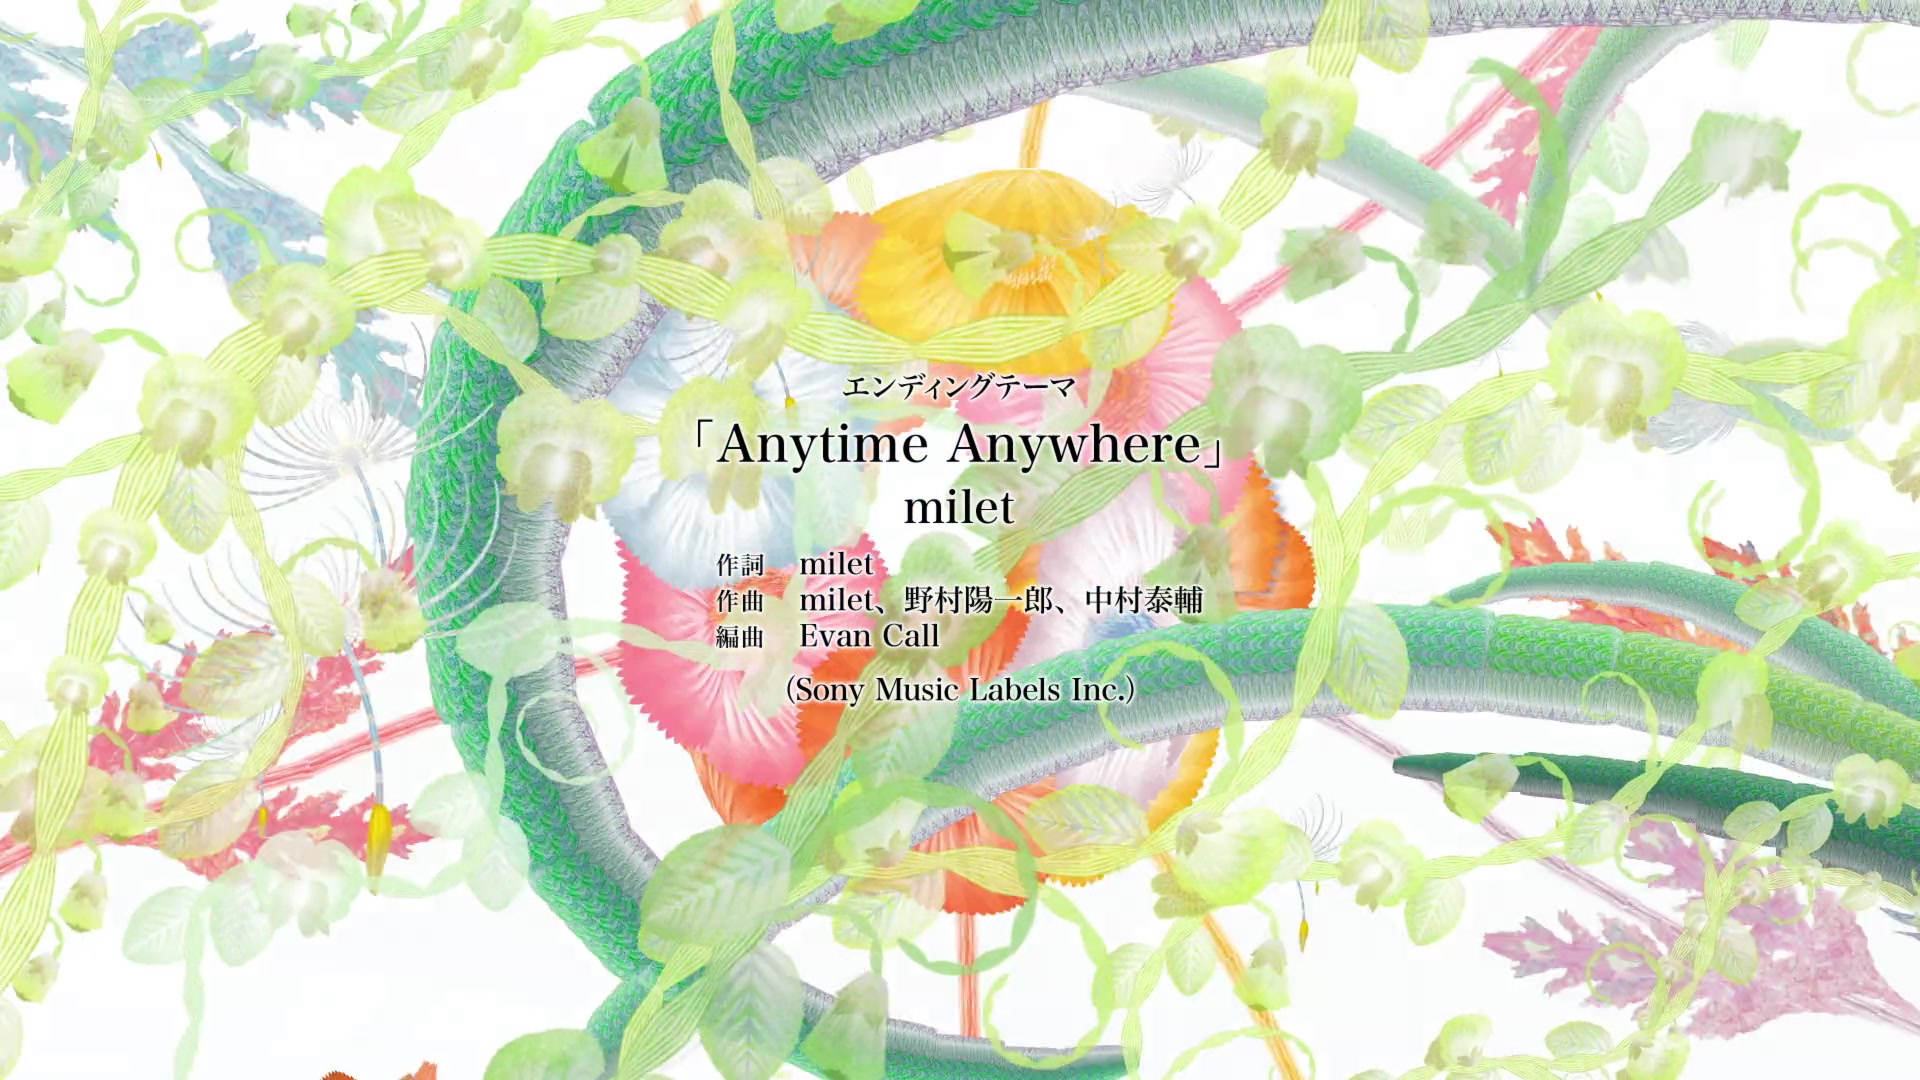 エンディングテーマ
「Anytime Anywhere」
milet
作詞 milet
作曲 milet、野村陽一郎、中村泰輔
編曲 Evan Call
(Sony Music Labels Inc.)